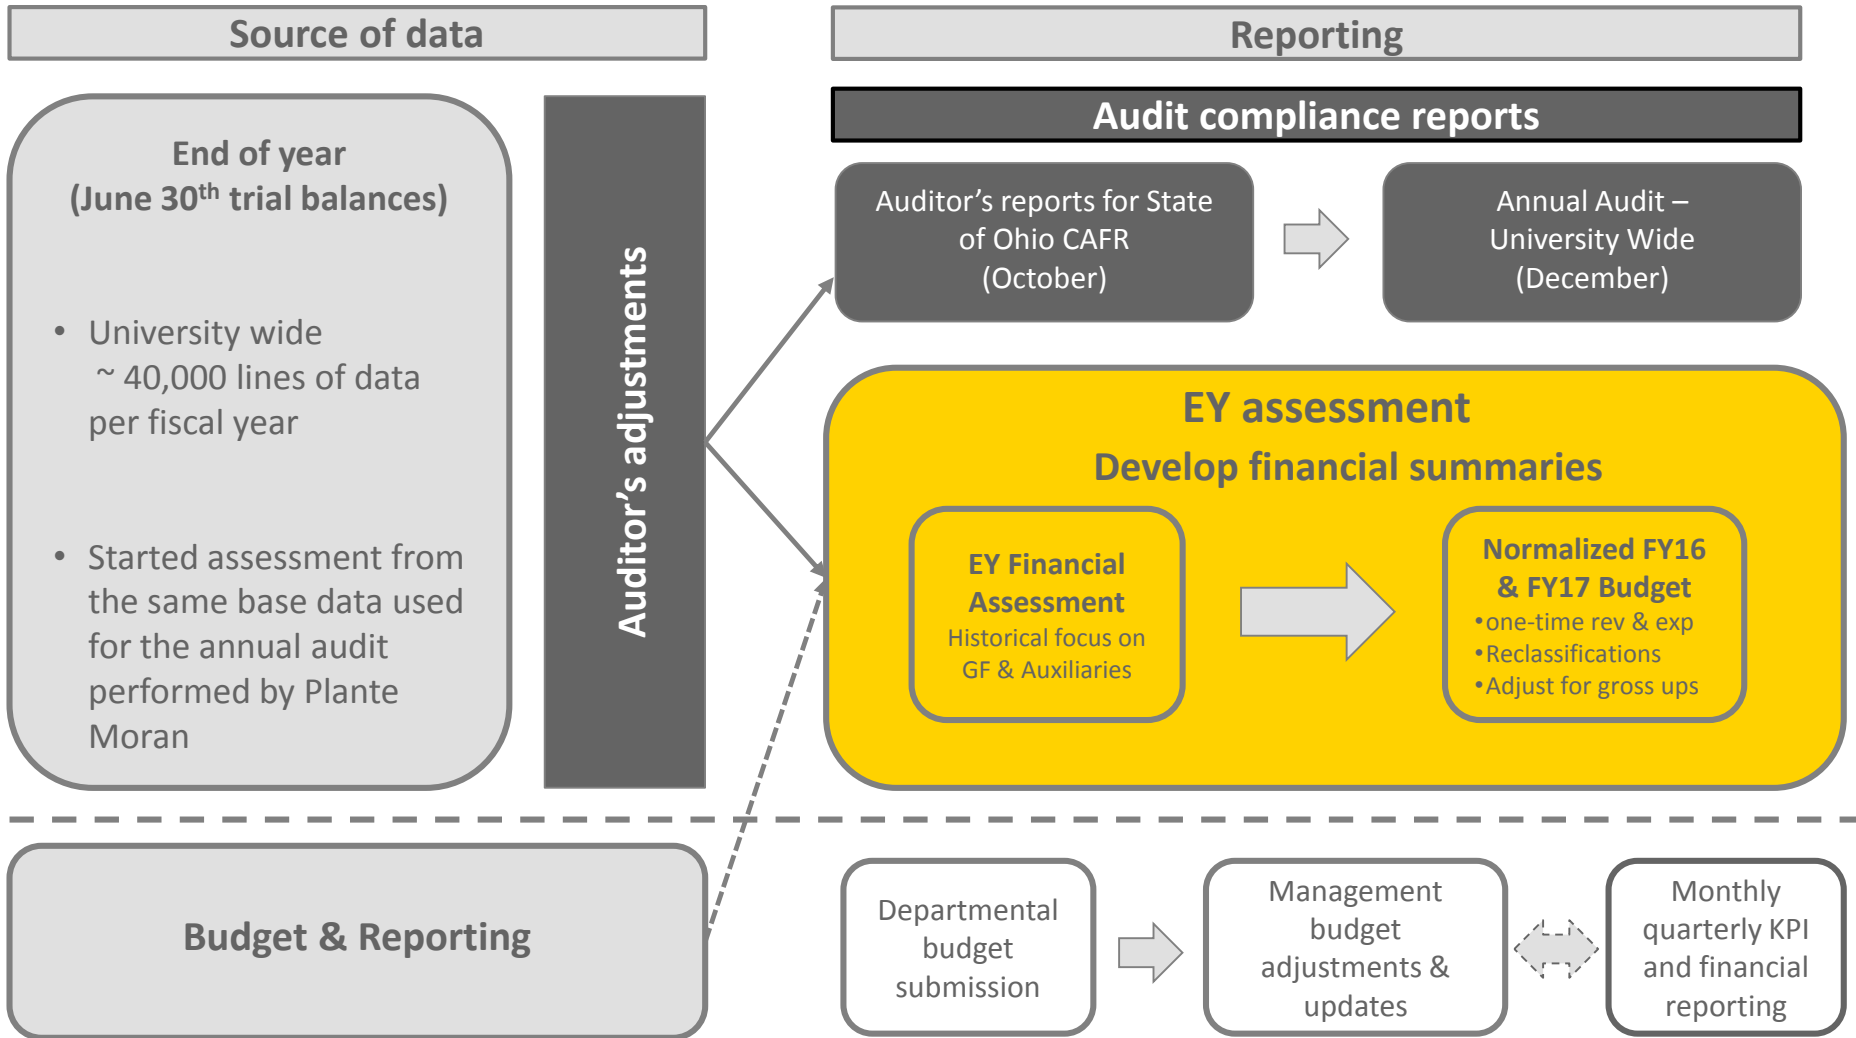 Source of data
Reporting
End of year
(June 30th trial balances)
• University wide
~ 40,000 lines of data
per fiscal year
• Started assessment from
the same base data used
for the annual audit
performed by Plante
Moran
Auditor’s adjustments
Audit compliance reports
Auditor’s reports for State
of Ohio CAFR
(October)
Annual Audit –
University Wide
(December)
EY assessment
Develop financial summaries
EY Financial
Assessment
Historical focus on
GF & Auxiliaries
Normalized FY16
& FY17 Budget
•one-time rev & exp
•Reclassifications
•Adjust for gross ups
Budget & Reporting
Departmental
budget
submission
Management
budget
adjustments &
updates
Monthly
quarterly KPI
and financial
reporting